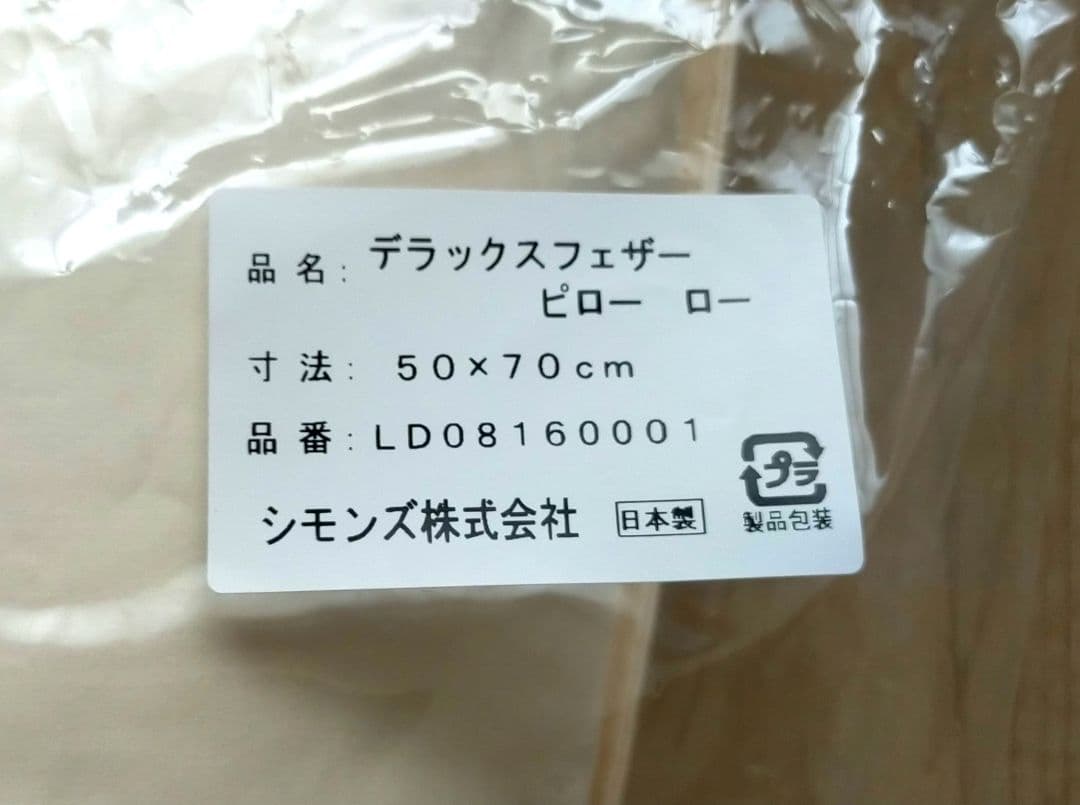 品名: デラックスフェザー
ピロー ロー
寸法: 50×70cm
品番: LD08160001
シモンズ株式会社 日本製
プラ
製品包装